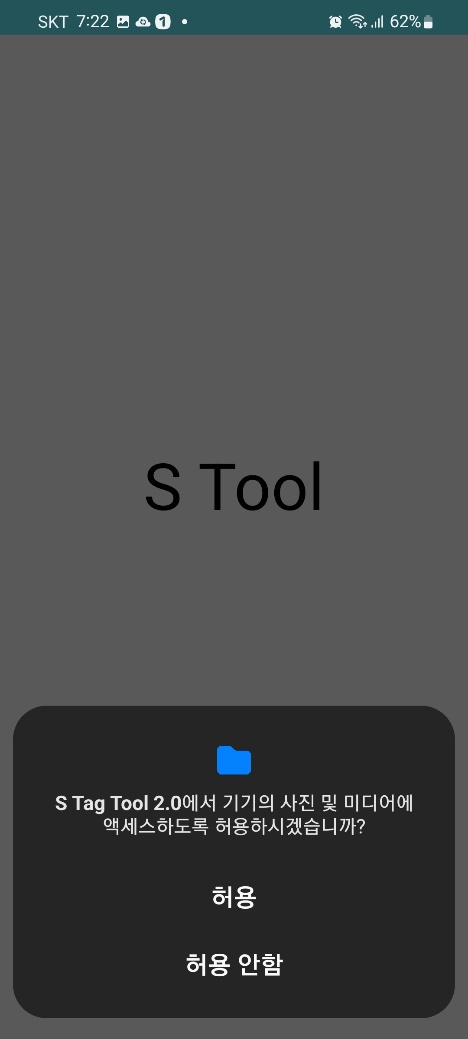 SKT 7:22 1 62%
S Tool
S Tag Tool 2.0에서 기기의 사진 및 미디어에
액세스하도록 허용하시겠습니까?
허용
허용 안함